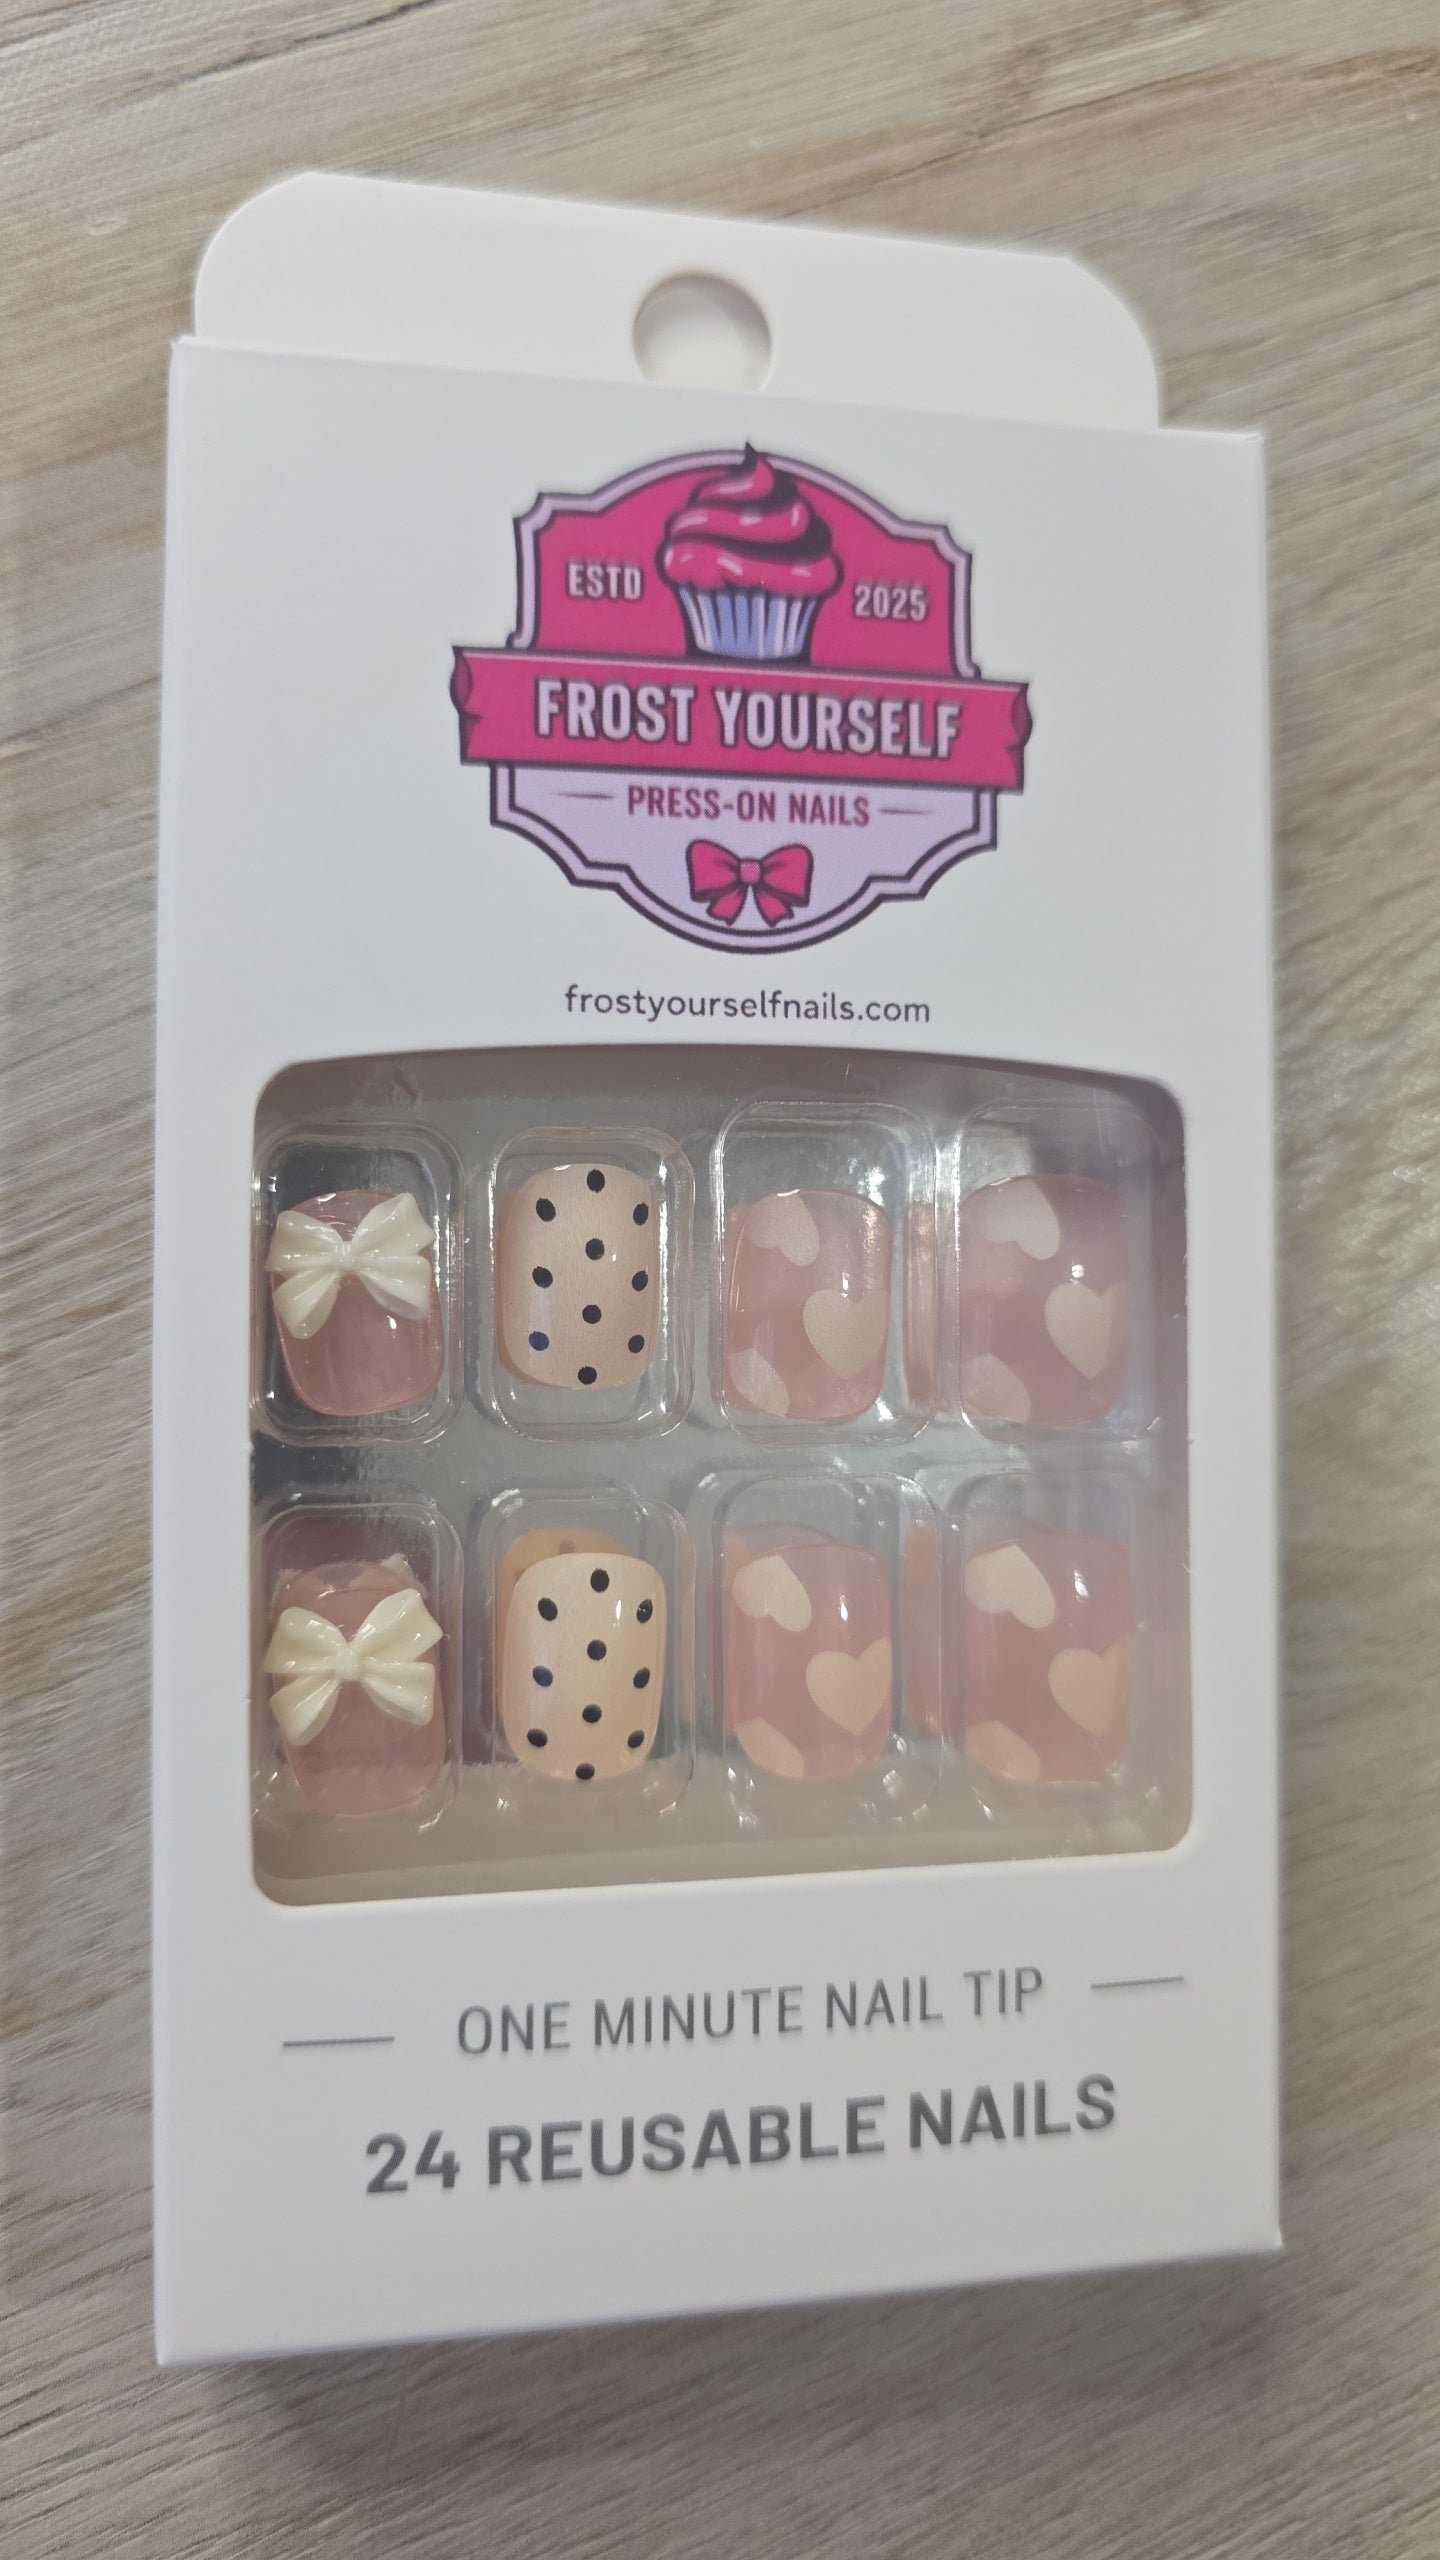 ESTD 2025
FROST YOURSELF
PRESS-ON NAILS
frostyourselfnails.com
ONE MINUTE NAIL TIP
24 REUSABLE NAILS